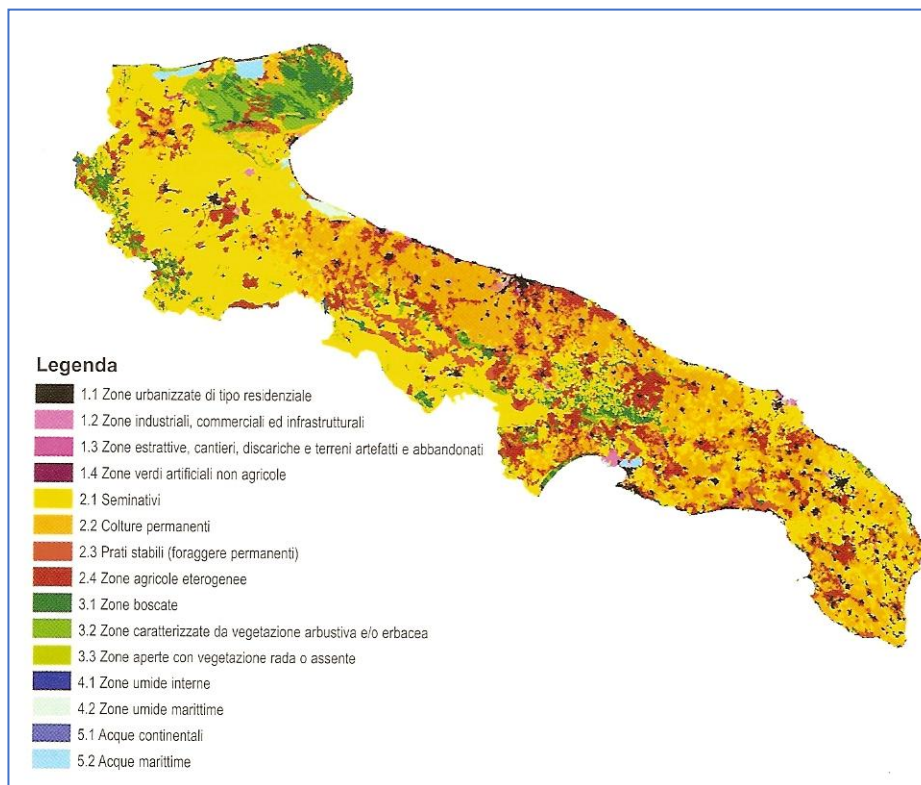 Legenda
1.1 Zone urbanizzate di tipo residenziale
1.2 Zone industriali, commerciali ed infrastrutturali
1.3 Zone estrattive, cantieri, discariche e terreni artefatti e abbandonati
1.4 Zone verdi artificiali non agricole
2.1 Seminativi
2.2 Colture permanenti
2.3 Prati stabili (foraggere permanenti)
2.4 Zone agricole eterogenee
3.1 Zone boscate
3.2 Zone caratterizzate da vegetazione arbustiva e/o erbacea
3.3 Zone aperte con vegetazione rada o assente
4.1 Zone umide interne
4.2 Zone umide marittime
5.1 Acque continentali
5.2 Acque marittime